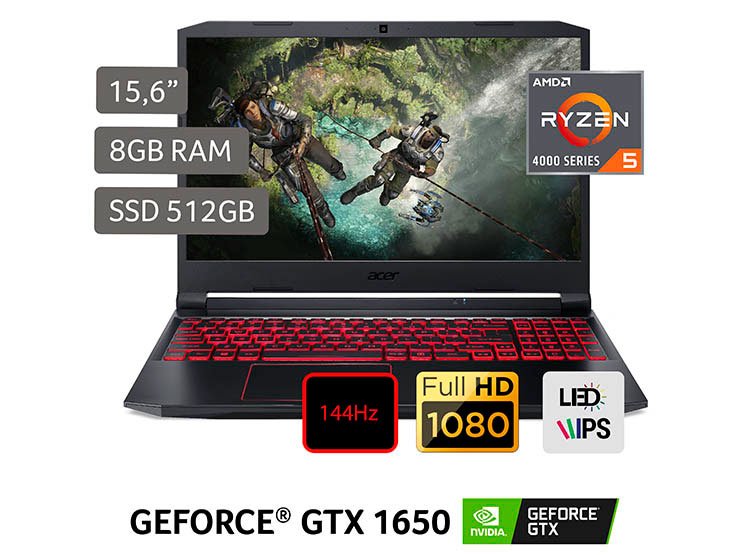 15,6”
8GB RAM
SSD 512GB
AMD
RYZEN
4000 SERIES 5
acer
144Hz
Full HD
1080
LED
IPS
GEFORCE® GTX 1650
NVIDIA.
GEFORCE®
GTX